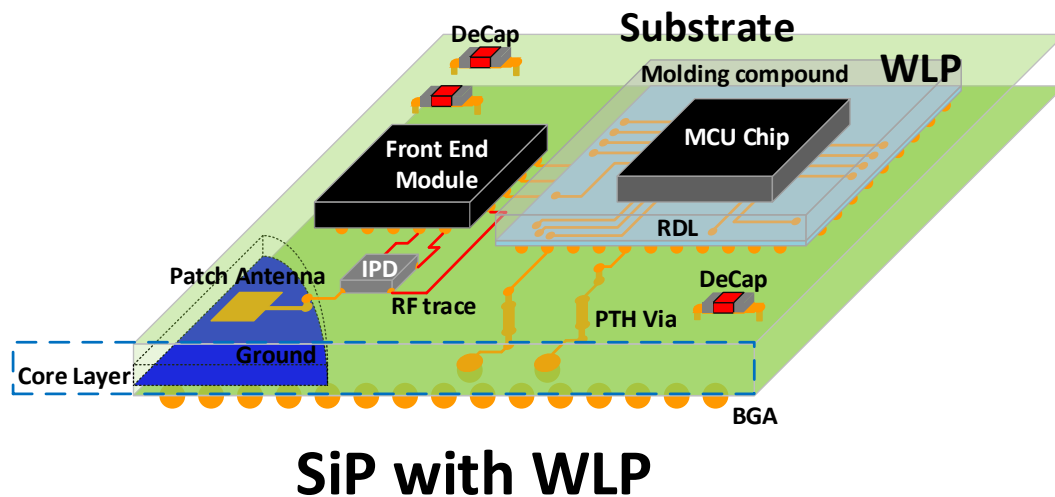 Substrate
DeCap
Molding compound
WLP
MCU Chip
Front End
Module
RDL
IPD
Patch Antenna
RF trace
DeCap
PTH Via
Ground
Core Layer
BGA
SiP with WLP